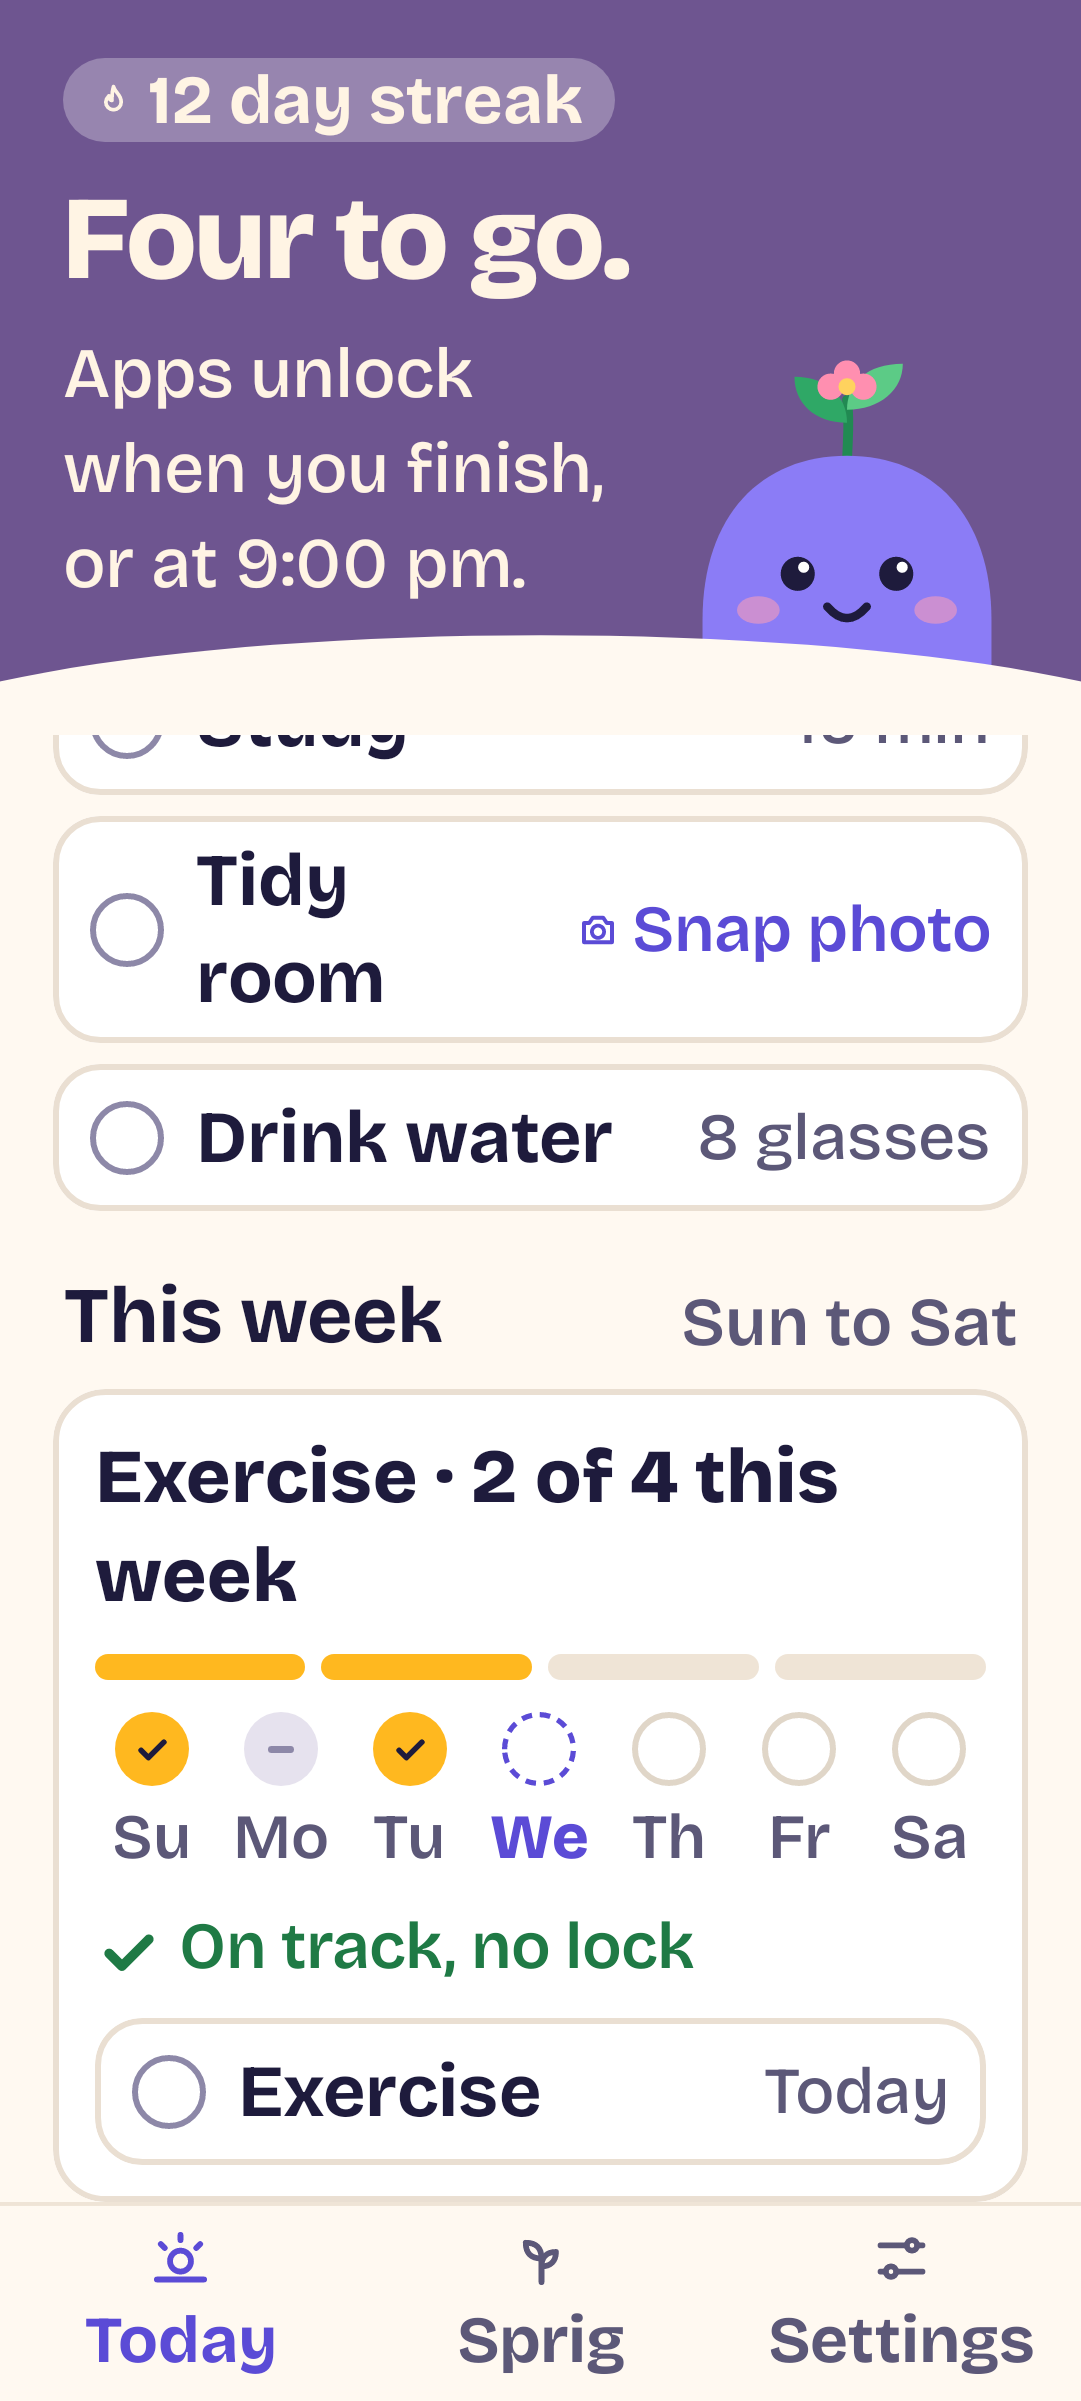 12 day streak
Four to go.
Apps unlock
when you finish,
or at 9:00 pm.
Study
Tidy
room
Snap photo
Drink water
8 glasses
This week
Sun to Sat
Exercise · 2 of 4 this
week
Su Mo Tu We Th Fr Sa
On track, no lock
Exercise
Today
Today
Sprig
Settings